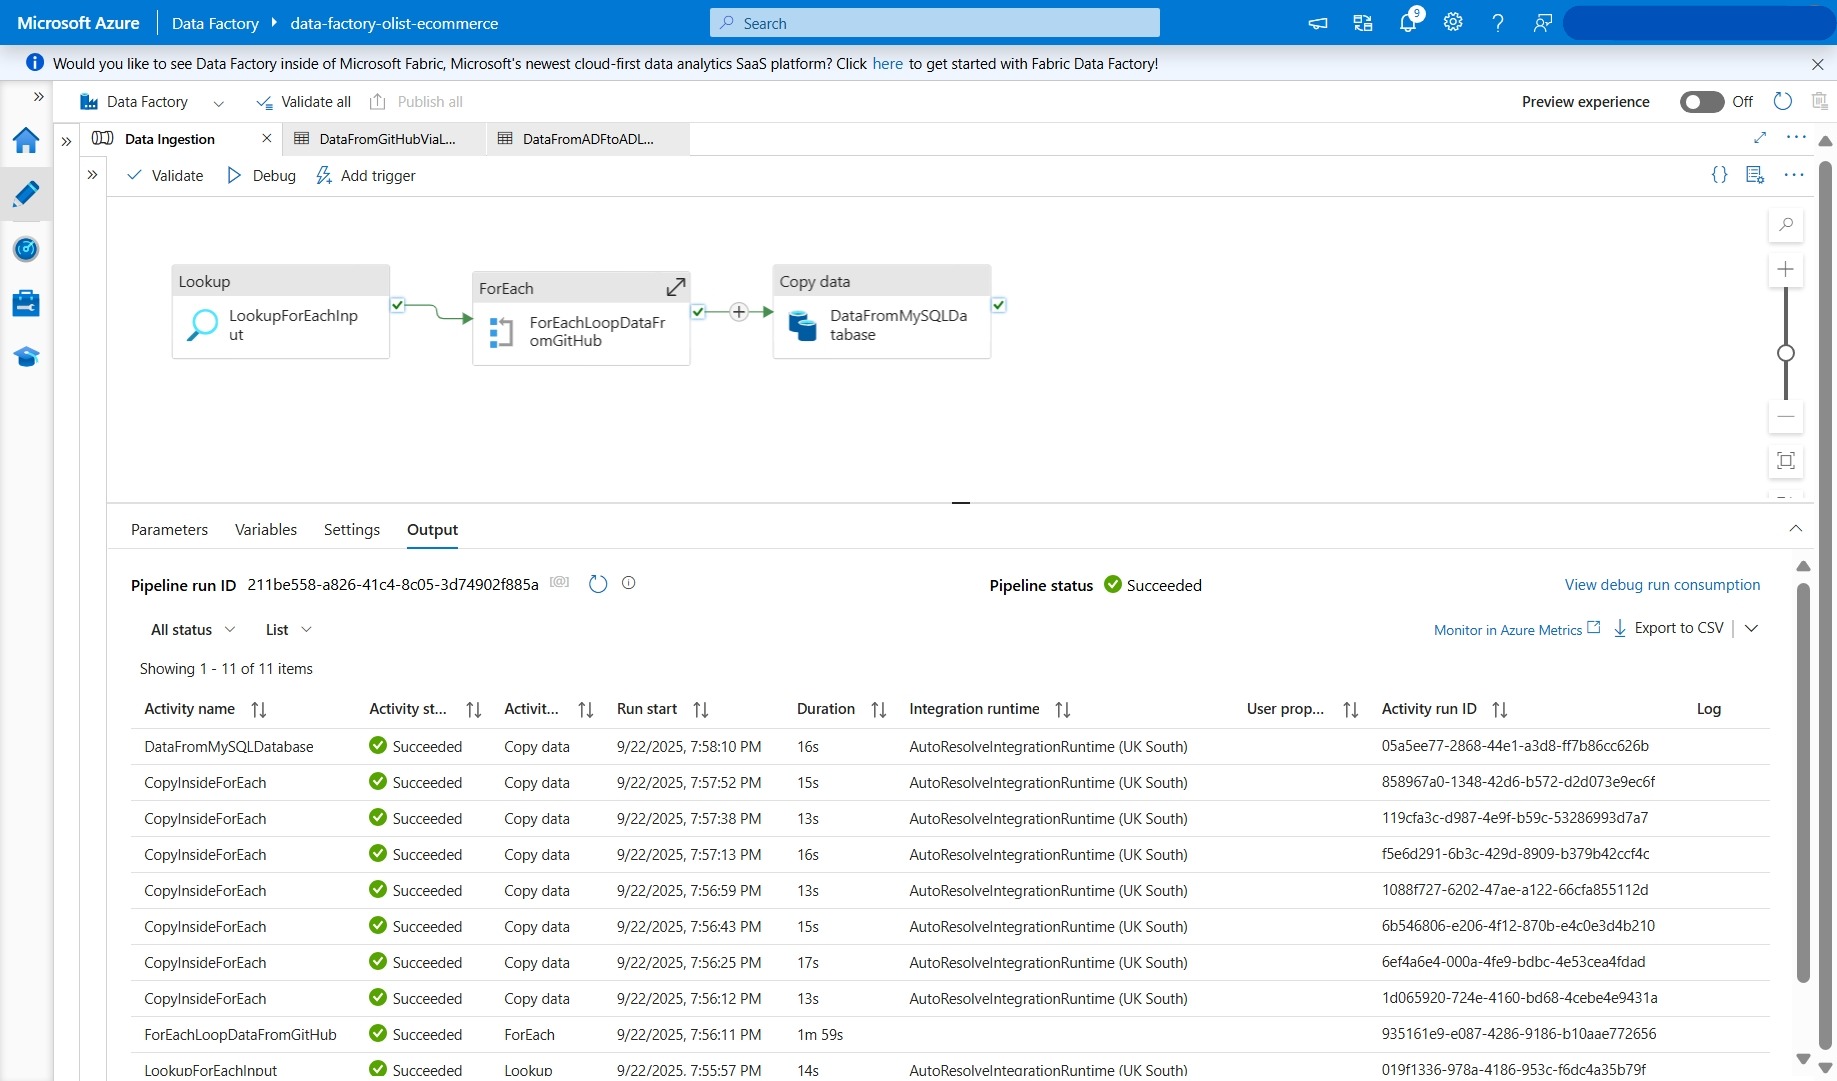 Microsoft Azure Data Factory data-factory-olist-ecommerce Search 9
Would you like to see Data Factory inside of Microsoft Fabric, Microsoft's newest cloud-first data analytics SaaS platform? Click here to get started with Fabric Data Factory!
Data Factory Validate all Publish all Preview experience Off
Data Ingestion DataFromGitHubViaL... DataFromADFtoADL...
Validate Debug Add trigger
Lookup
LookupForEachInp
ut
ForEach
ForEachLoopDataFr
omGitHub
Copy data
DataFromMySQLDa
tabase
Parameters Variables Settings Output
Pipeline run ID 211be558-a826-41c4-8c05-3d74902f885a Pipeline status Succeeded View debug run consumption
All status List Monitor in Azure Metrics Export to CSV
Showing 1 - 11 of 11 items
Activity name Activity st... Activit... Run start Duration Integration runtime User prop... Activity run ID Log
DataFromMySQLDatabase Succeeded Copy data 9/22/2025, 7:58:10 PM 16s AutoResolveIntegrationRuntime (UK South) 05a5ee77-2868-44e1-a3d8-ff7b86cc626b
CopyInsideForEach Succeeded Copy data 9/22/2025, 7:57:52 PM 15s AutoResolveIntegrationRuntime (UK South) 858967a0-1348-42d6-b572-d2d073e9ec6f
CopyInsideForEach Succeeded Copy data 9/22/2025, 7:57:38 PM 13s AutoResolveIntegrationRuntime (UK South) 119cfa3c-d987-4e9f-b59c-53286993d7a7
CopyInsideForEach Succeeded Copy data 9/22/2025, 7:57:13 PM 16s AutoResolveIntegrationRuntime (UK South) f5e6d291-6b3c-429d-8909-b379b42ccf4c
CopyInsideForEach Succeeded Copy data 9/22/2025, 7:56:59 PM 13s AutoResolveIntegrationRuntime (UK South) 1088f727-6202-47ae-a122-66cfa855112d
CopyInsideForEach Succeeded Copy data 9/22/2025, 7:56:43 PM 15s AutoResolveIntegrationRuntime (UK South) 6b546806-e206-4f12-870b-e4c0e3d4b210
CopyInsideForEach Succeeded Copy data 9/22/2025, 7:56:25 PM 17s AutoResolveIntegrationRuntime (UK South) 6ef4a6e4-000a-4fe9-bdbc-4e53cea4fdad
CopyInsideForEach Succeeded Copy data 9/22/2025, 7:56:12 PM 13s AutoResolveIntegrationRuntime (UK South) 1d065920-724e-4160-bd68-4cebe4e9431a
ForEachLoopDataFromGitHub Succeeded ForEach 9/22/2025, 7:56:11 PM 1m 59s 935161e9-e087-4286-9186-b10aae772656
LookupForEachInput Succeeded Lookup 9/22/2025, 7:55:57 PM 14s 019f1336-978a-4186-953c-f6dc4a35b79f